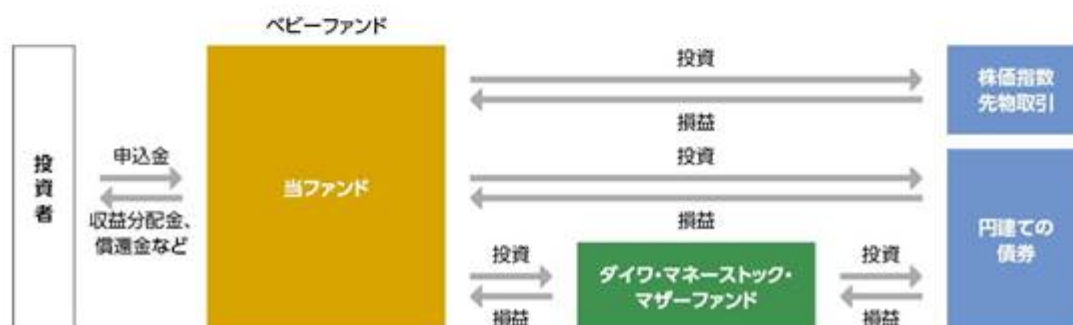 ベビーファンド
投資者
申込金
収益分配金、
償還金など
当ファンド
投資
損益
株価指数
先物取引
投資
損益
円建ての
債券
投資
損益
ダイワ・マネーストック・
マザーファンド
投資
損益